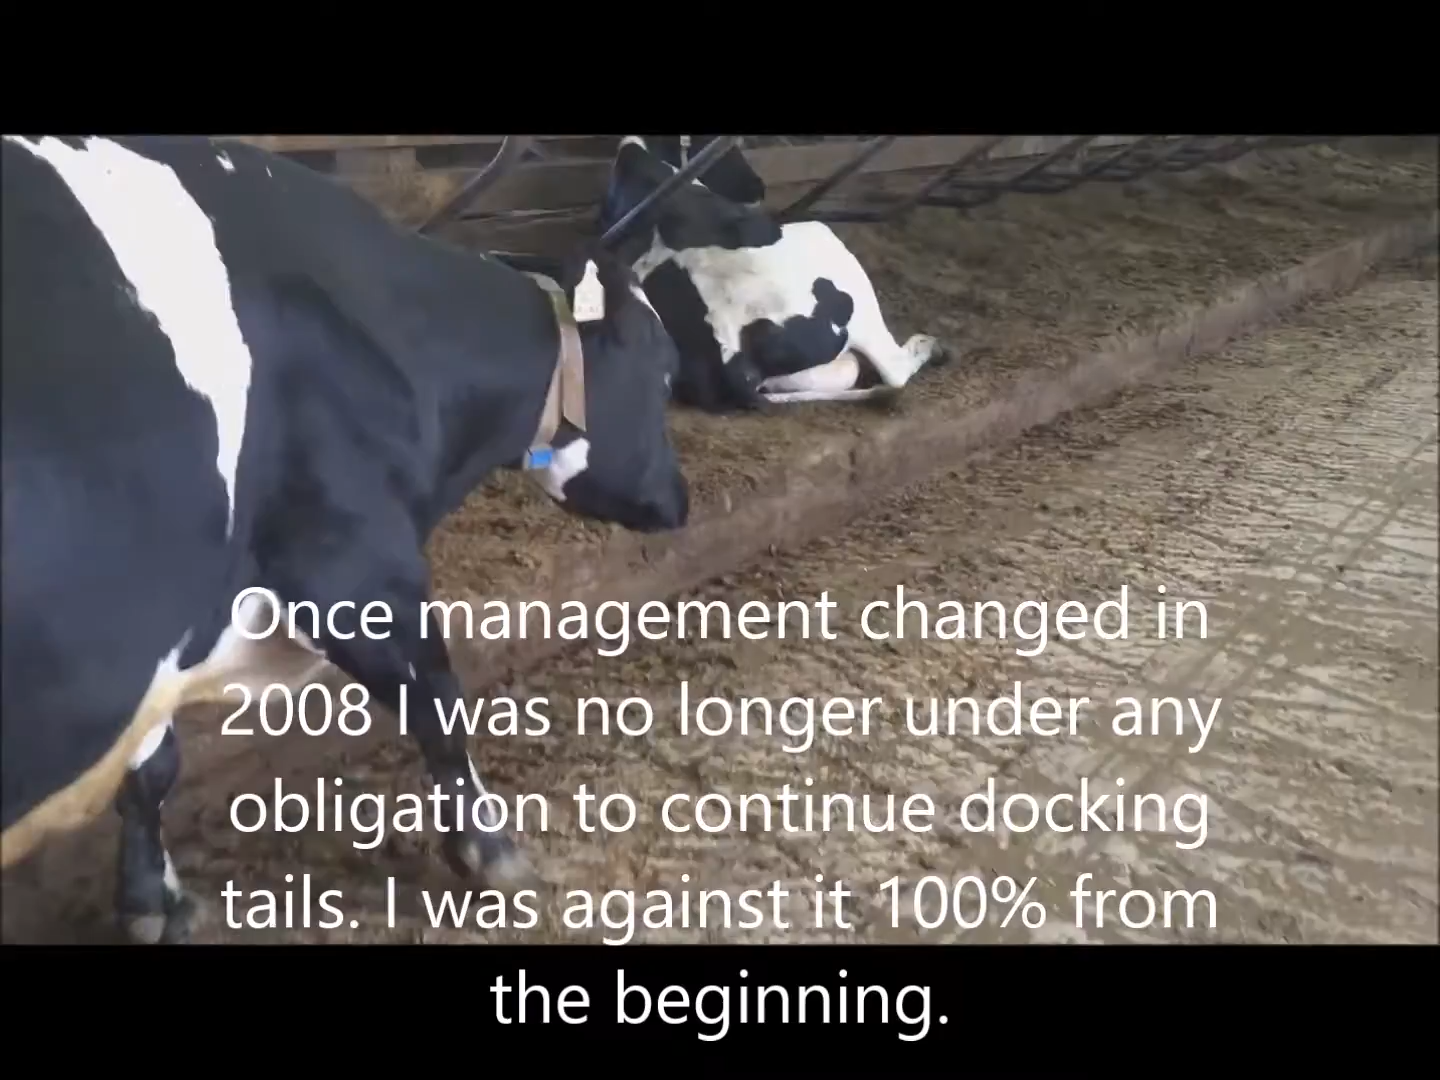 Once management changed in
2008 I was no longer under any
obligation to continue docking
tails. I was against it 100% from
the beginning.